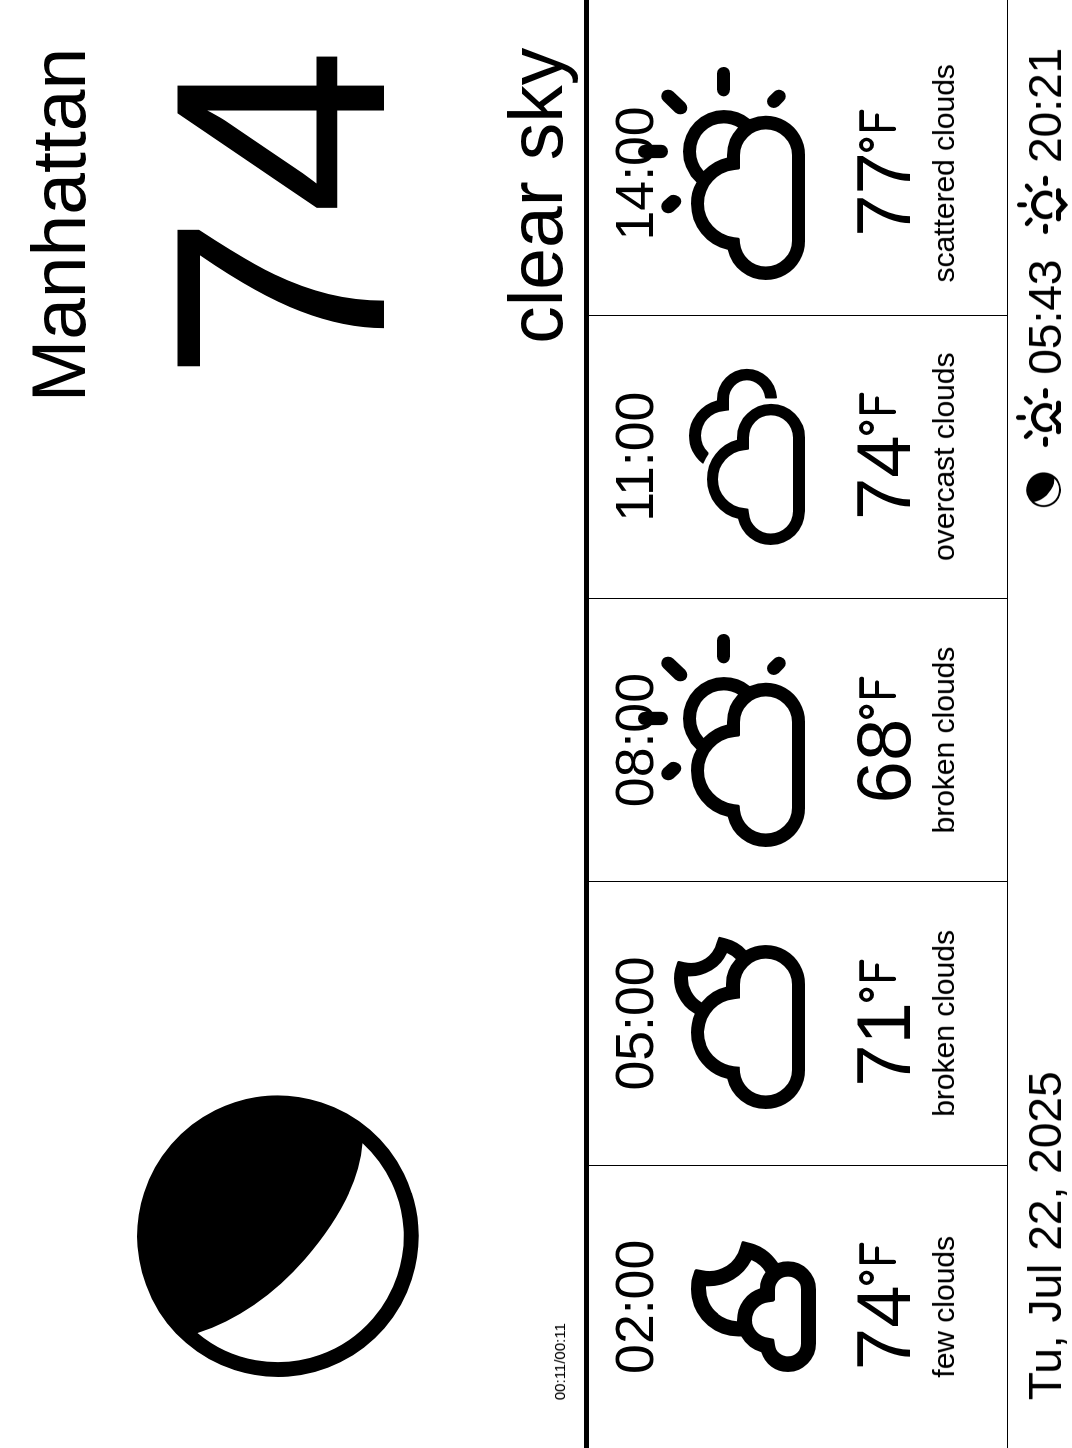 Manhattan
74
clear sky
00:11/00:11
02:00
74°F
few clouds
05:00
71°F
broken clouds
08:00
68°F
broken clouds
11:00
74°F
overcast clouds
14:00
77°F
scattered clouds
Tu, Jul 22, 2025
05:43
20:21